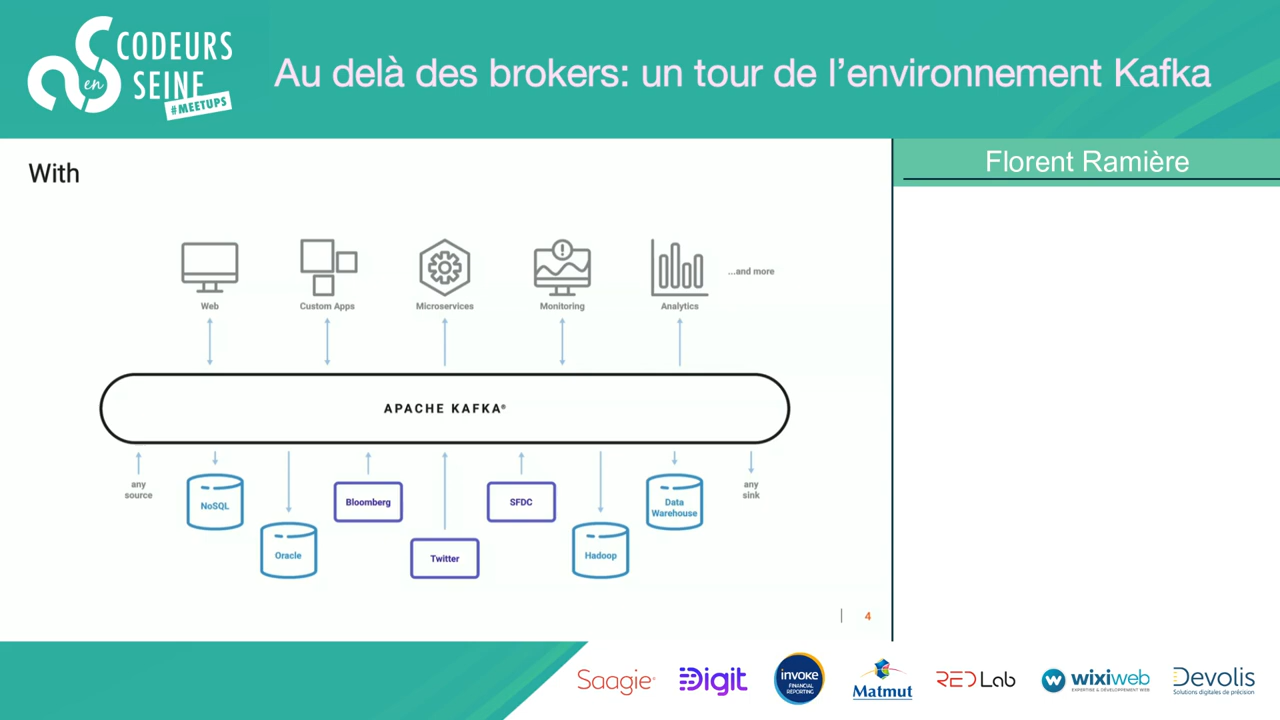 CODEURS
en
SEINE
#MEETUPS
Au delà des brokers: un tour de l'environnement Kafka
Florent Ramière
With
...and more
Web
Custom Apps
Microservices
Monitoring
Analytics
APACHE KAFKA®
any
source
NoSQL
Oracle
Bloomberg
Twitter
SFDC
Hadoop
Data
Warehouse
any
sink
4
Saagie
Digit
invoke
FINANCIAL
REPORTING
Matmut
RED Lab
wixiweb
EXPERTISE & DÉVELOPPEMENT WEB
Devolis
Solutions digitales de précision